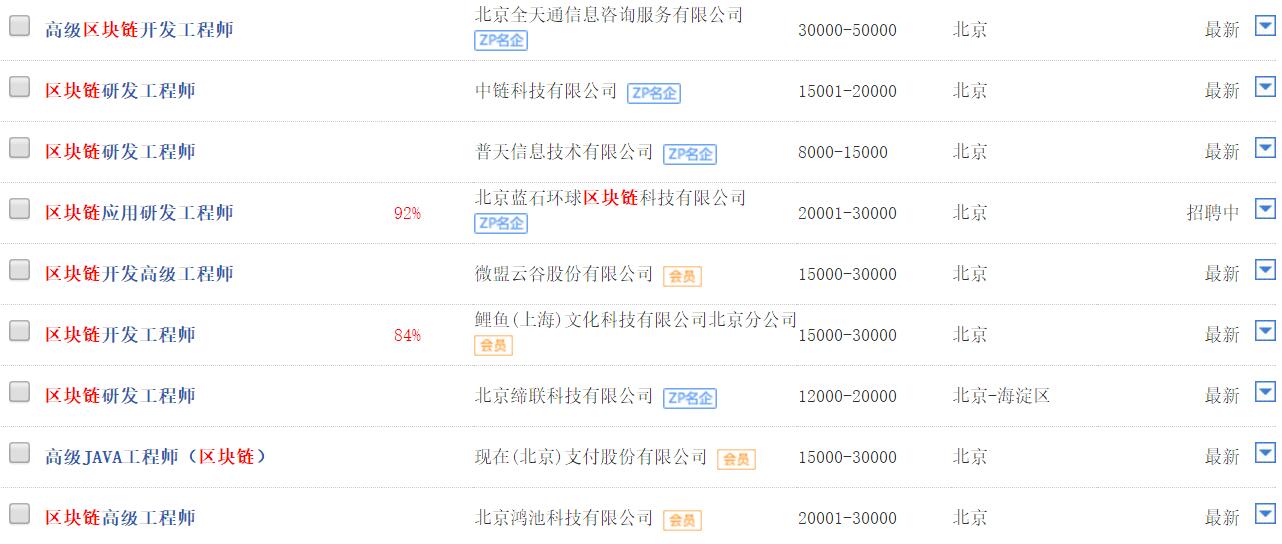 高级区块链开发工程师 北京全天通信息咨询服务有限公司 ZP名企 30000-50000 北京 最新
区块链研发工程师 中链科技有限公司 ZP名企 15001-20000 北京 最新
区块链研发工程师 普天信息技术有限公司 ZP名企 8000-15000 北京 最新
区块链应用研发工程师 92% 北京蓝石环球区块链科技有限公司 ZP名企 20001-30000 北京 招聘中
区块链开发高级工程师 微盟云谷股份有限公司 会员 15000-30000 北京 最新
区块链开发工程师 84% 鲤鱼(上海)文化科技有限公司北京分公司 会员 15000-30000 北京 最新
区块链研发工程师 北京缔联科技有限公司 ZP名企 12000-20000 北京-海淀区 最新
高级JAVA工程师（区块链） 现在(北京)支付股份有限公司 会员 15000-30000 北京 最新
区块链高级工程师 北京鸿池科技有限公司 会员 20001-30000 北京 最新